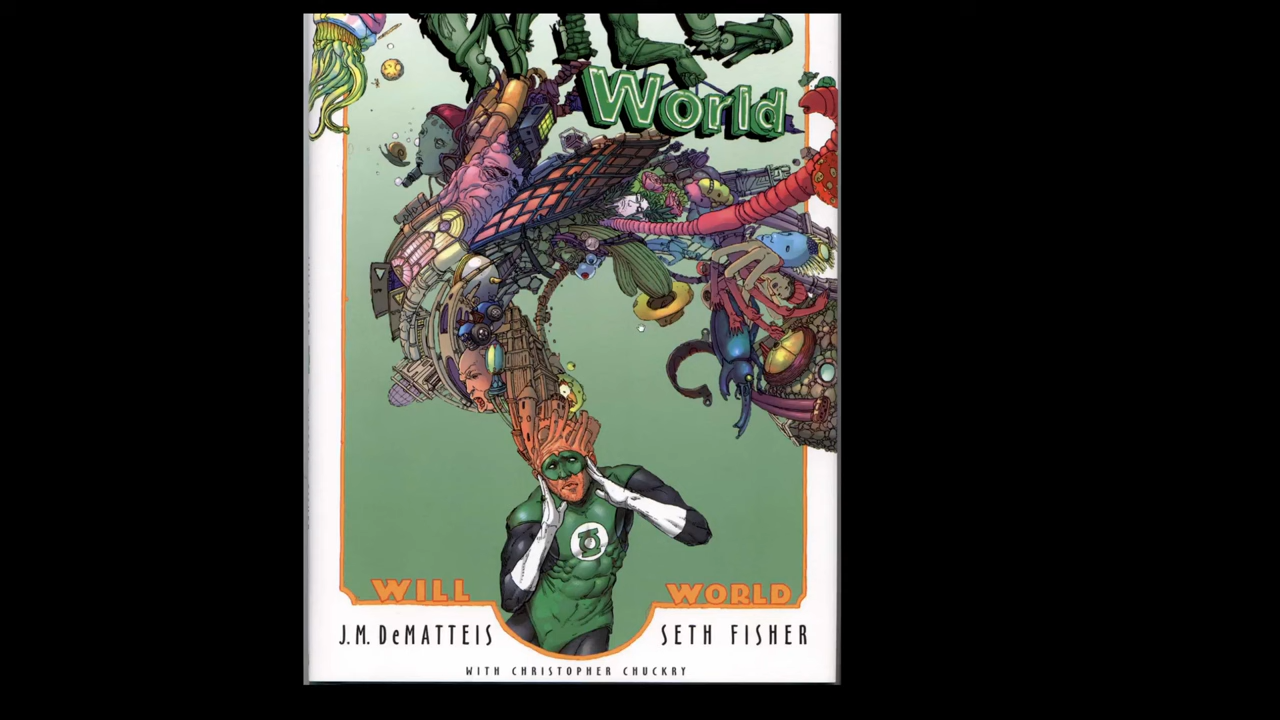 World
WILL WORLD
J.M. DeMATTEIS SETH FISHER
WITH CHRISTOPHER CHUCKRY